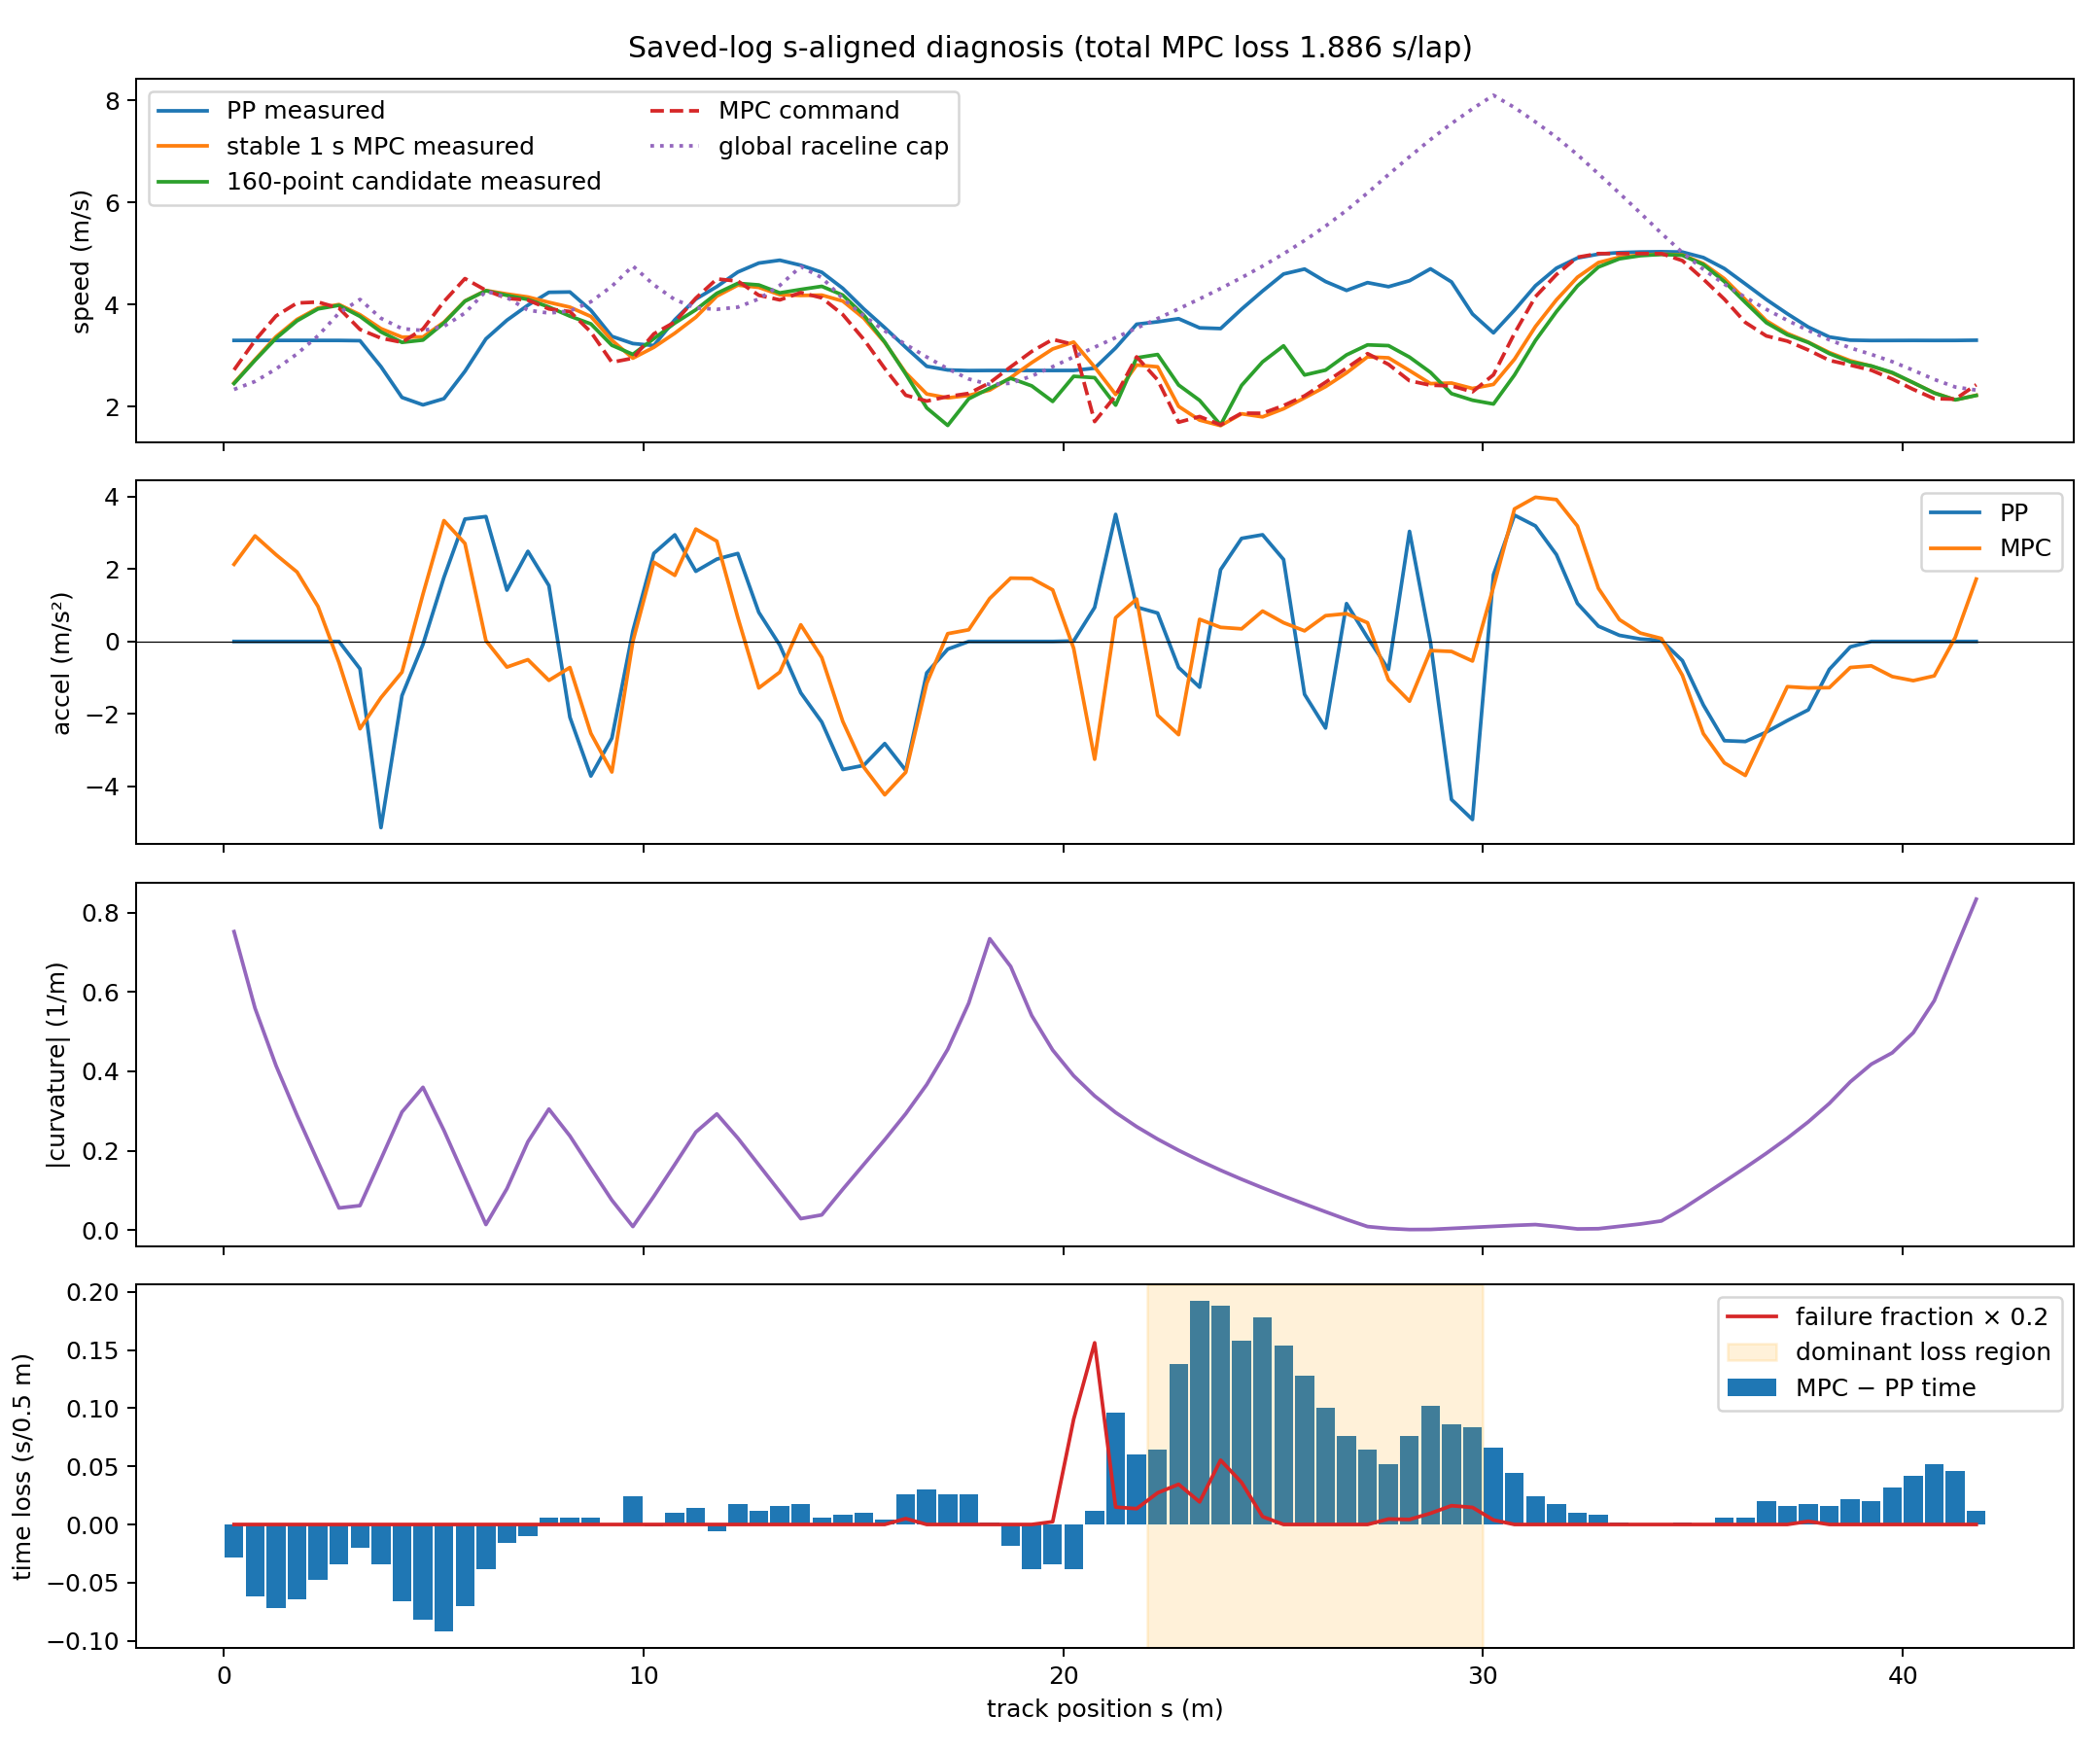 Saved-log s-aligned diagnosis (total MPC loss 1.886 s/lap)
PP measured
stable 1 s MPC measured
160-point candidate measured
MPC command
global raceline cap
speed (m/s)
8
6
4
2
PP
MPC
accel (m/s²)
4
2
0
−2
−4
|curvature| (1/m)
0.8
0.6
0.4
0.2
0.0
failure fraction × 0.2
dominant loss region
MPC − PP time
time loss (s/0.5 m)
0.20
0.15
0.10
0.05
0.00
−0.05
−0.10
0
10
20
30
40
track position s (m)